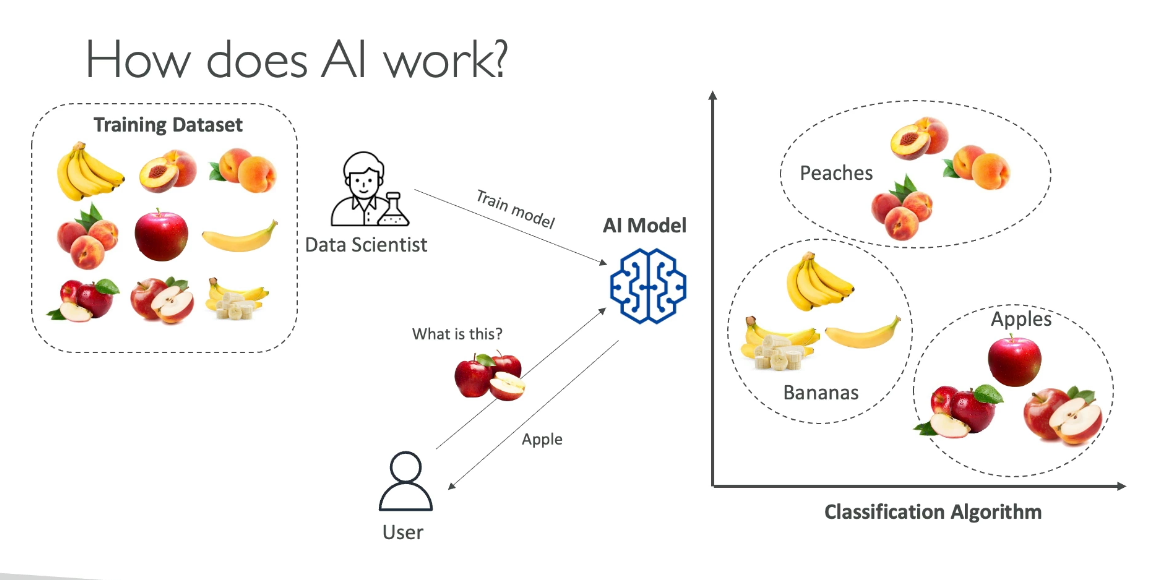 How does AI work?
Training Dataset
Data Scientist
Train model
AI Model
What is this?
Apple
User
Peaches
Bananas
Apples
Classification Algorithm